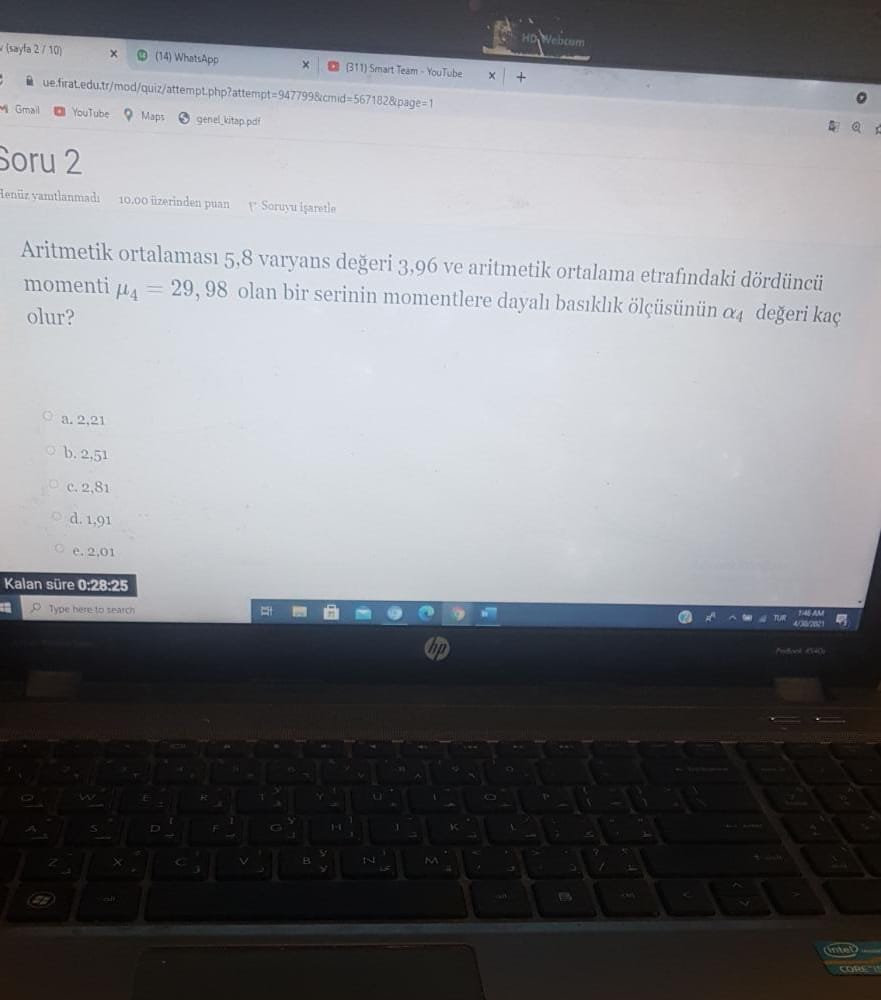 HD Webcam
(sayfa 2 / 10)
(14) WhatsApp
(311) Smart Team - YouTube
ue.firat.edu.tr/mod/quiz/attempt.php?attempt=947799&cmid=567182&page=1
Gmail YouTube Maps genel_kitap.pdf
Soru 2
Henüz yanıtlanmadı 10,00 üzerinden puan Soruyu işaretle
Aritmetik ortalaması 5,8 varyans değeri 3,96 ve aritmetik ortalama etrafındaki dördüncü
momenti μ₄ = 29, 98 olan bir serinin momentlere dayalı basıklık ölçüsünün α₄ değeri kaç
olur?
a. 2,21
b. 2,51
c. 2,81
d. 1,91
e. 2,01
Kalan süre 0:28:25
Type here to search
TUR
1:46 AM
4/30/2021
hp
ProBook 4540s
Q W E R T Y U I O P
A S D F G H J K L
Z X C V B N M
alt
alt
ctrl
intel
CORE i